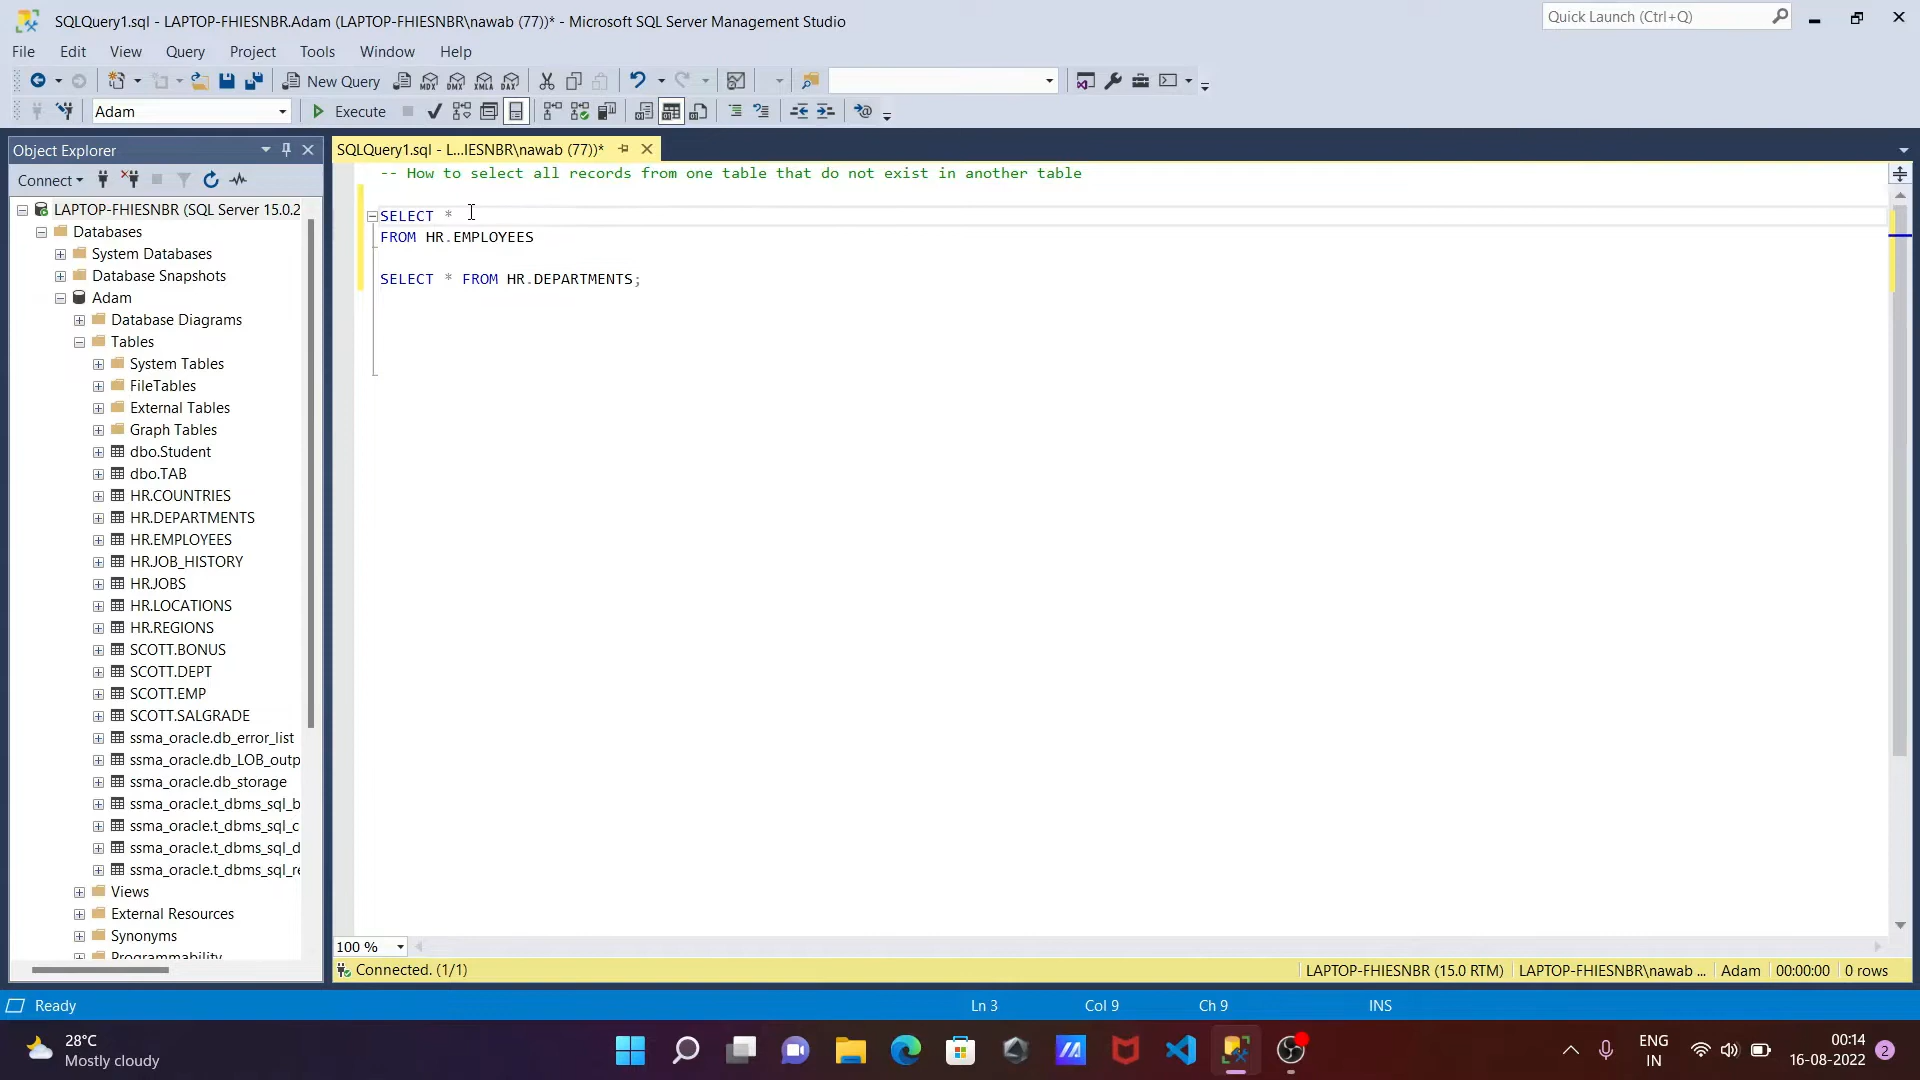 SQLQuery1.sql - LAPTOP-FHIESNBR.Adam (LAPTOP-FHIESNBR\nawab (77))* - Microsoft SQL Server Management Studio
Quick Launch (Ctrl+Q)
File Edit View Query Project Tools Window Help
New Query
MDX DMX XMLA DAX
Adam
Execute
Object Explorer
SQLQuery1.sql - L...IESNBR\nawab (77))*
Connect
LAPTOP-FHIESNBR (SQL Server 15.0.2
Databases
System Databases
Database Snapshots
Adam
Database Diagrams
Tables
System Tables
FileTables
External Tables
Graph Tables
dbo.Student
dbo.TAB
HR.COUNTRIES
HR.DEPARTMENTS
HR.EMPLOYEES
HR.JOB_HISTORY
HR.JOBS
HR.LOCATIONS
HR.REGIONS
SCOTT.BONUS
SCOTT.DEPT
SCOTT.EMP
SCOTT.SALGRADE
ssma_oracle.db_error_list
ssma_oracle.db_LOB_outp
ssma_oracle.db_storage
ssma_oracle.t_dbms_sql_b
ssma_oracle.t_dbms_sql_c
ssma_oracle.t_dbms_sql_d
ssma_oracle.t_dbms_sql_re
Views
External Resources
Synonyms
Programmability
-- How to select all records from one table that do not exist in another table
SELECT *
FROM HR.EMPLOYEES
SELECT * FROM HR.DEPARTMENTS;
100 %
Connected. (1/1)
LAPTOP-FHIESNBR (15.0 RTM) LAPTOP-FHIESNBR\nawab ... Adam 00:00:00 0 rows
Ready
Ln 3
Col 9
Ch 9
INS
28°C
Mostly cloudy
ENG
IN
00:14
16-08-2022
2